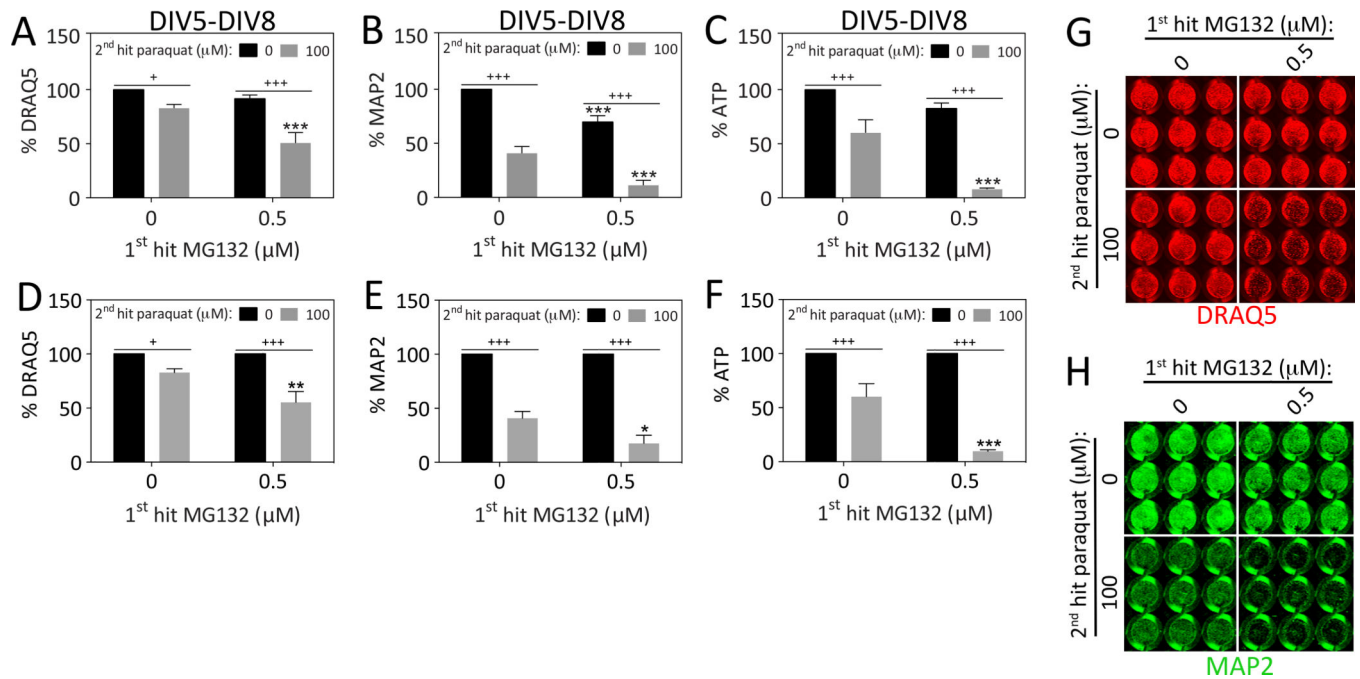 A
DIV5-DIV8
150
100
50
0
% DRAQ5
2nd hit paraquat (µM): 0 100
+
+++
***
0 0.5
1st hit MG132 (µM)
B
DIV5-DIV8
150
100
50
0
% MAP2
2nd hit paraquat (µM): 0 100
+++
+++
***
***
0 0.5
1st hit MG132 (µM)
C
DIV5-DIV8
150
100
50
0
% ATP
2nd hit paraquat (µM): 0 100
+++
+++
***
0 0.5
1st hit MG132 (µM)
D
150
100
50
0
% DRAQ5
2nd hit paraquat (µM): 0 100
+
+++
**
0 0.5
1st hit MG132 (µM)
E
150
100
50
0
% MAP2
2nd hit paraquat (µM): 0 100
+++
+++
*
0 0.5
1st hit MG132 (µM)
F
150
100
50
0
% ATP
2nd hit paraquat (µM): 0 100
+++
+++
***
0 0.5
1st hit MG132 (µM)
G
1st hit MG132 (µM):
0 0.5
2nd hit paraquat (µM):
0
100
DRAQ5
H
1st hit MG132 (µM):
0 0.5
2nd hit paraquat (µM):
0
100
MAP2